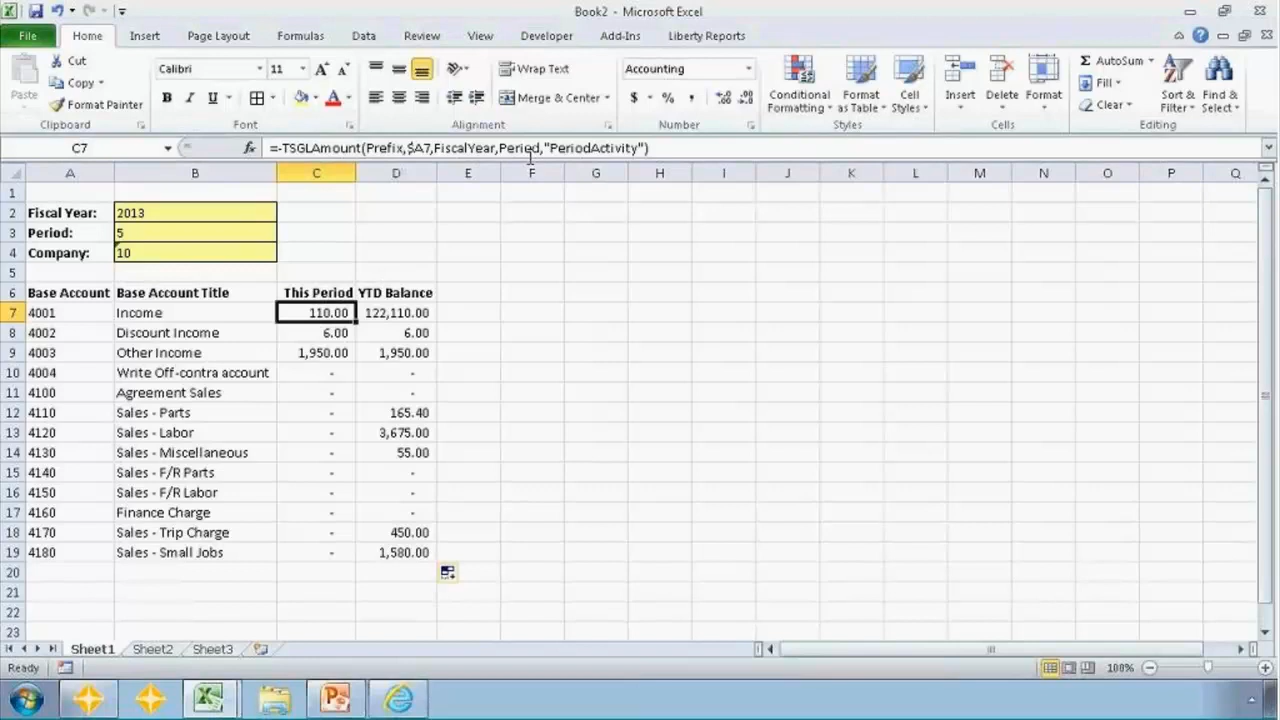 Book2 - Microsoft Excel
File Home Insert Page Layout Formulas Data Review View Developer Add-Ins Liberty Reports
Paste Cut Copy Format Painter Clipboard
Calibri 11 B I U Font
Wrap Text Merge & Center Alignment
Accounting $ % , Number
Conditional Formatting Format as Table Cell Styles Styles
Insert Delete Format Cells
AutoSum Fill Clear Sort & Filter Find & Select Editing
C7 fx =-TSGLAmount(Prefix,$A7,FiscalYear,Period,"PeriodActivity")
A B C D E F G H I J K L M N O P Q
1
2 Fiscal Year: 2013
3 Period: 5
4 Company: 10
5
6 Base Account Base Account Title This Period YTD Balance
7 4001 Income 110.00 122,110.00
8 4002 Discount Income 6.00 6.00
9 4003 Other Income 1,950.00 1,950.00
10 4004 Write Off-contra account - -
11 4100 Agreement Sales - -
12 4110 Sales - Parts - 165.40
13 4120 Sales - Labor - 3,675.00
14 4130 Sales - Miscellaneous - 55.00
15 4140 Sales - F/R Parts - -
16 4150 Sales - F/R Labor - -
17 4160 Finance Charge - -
18 4170 Sales - Trip Charge - 450.00
19 4180 Sales - Small Jobs - 1,580.00
20
21
22
23
Sheet1 Sheet2 Sheet3
Ready 100%